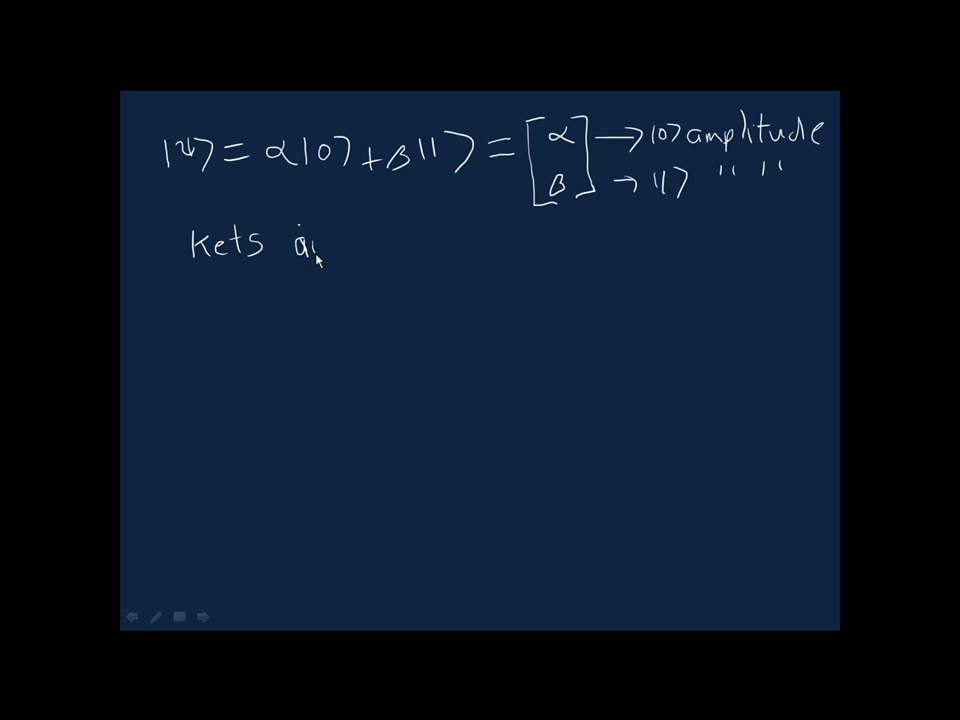 |ψ⟩ = α|0⟩ + β|1⟩ = [α β] → |0⟩ amplitude
→ |1⟩ " "
kets